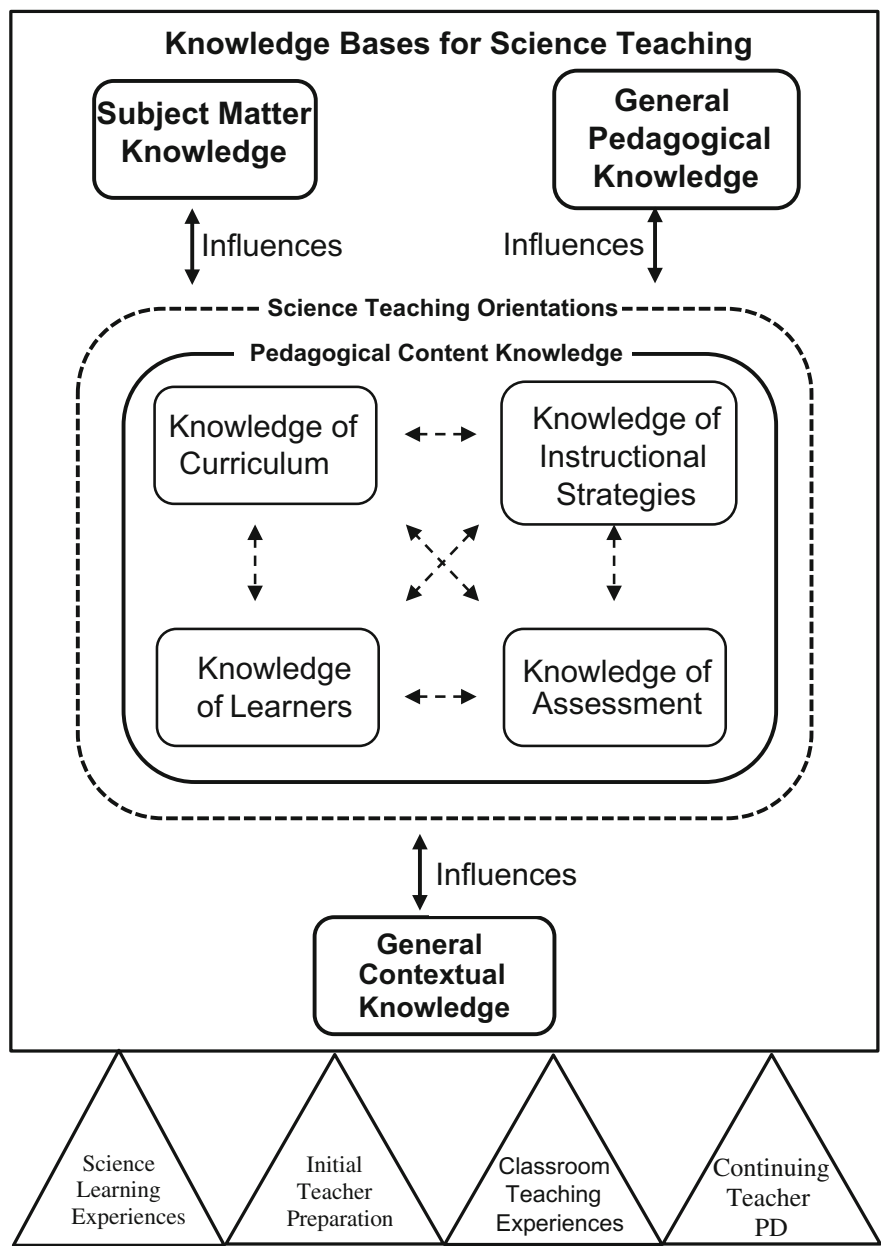 Knowledge Bases for Science Teaching
Subject Matter
Knowledge
General
Pedagogical
Knowledge
Influences
Influences
Science Teaching Orientations
Pedagogical Content Knowledge
Knowledge of
Curriculum
Knowledge of
Instructional
Strategies
Knowledge
of Learners
Knowledge of
Assessment
Influences
General
Contextual
Knowledge
Science
Learning
Experiences
Initial
Teacher
Preparation
Classroom
Teaching
Experiences
Continuing
Teacher
PD